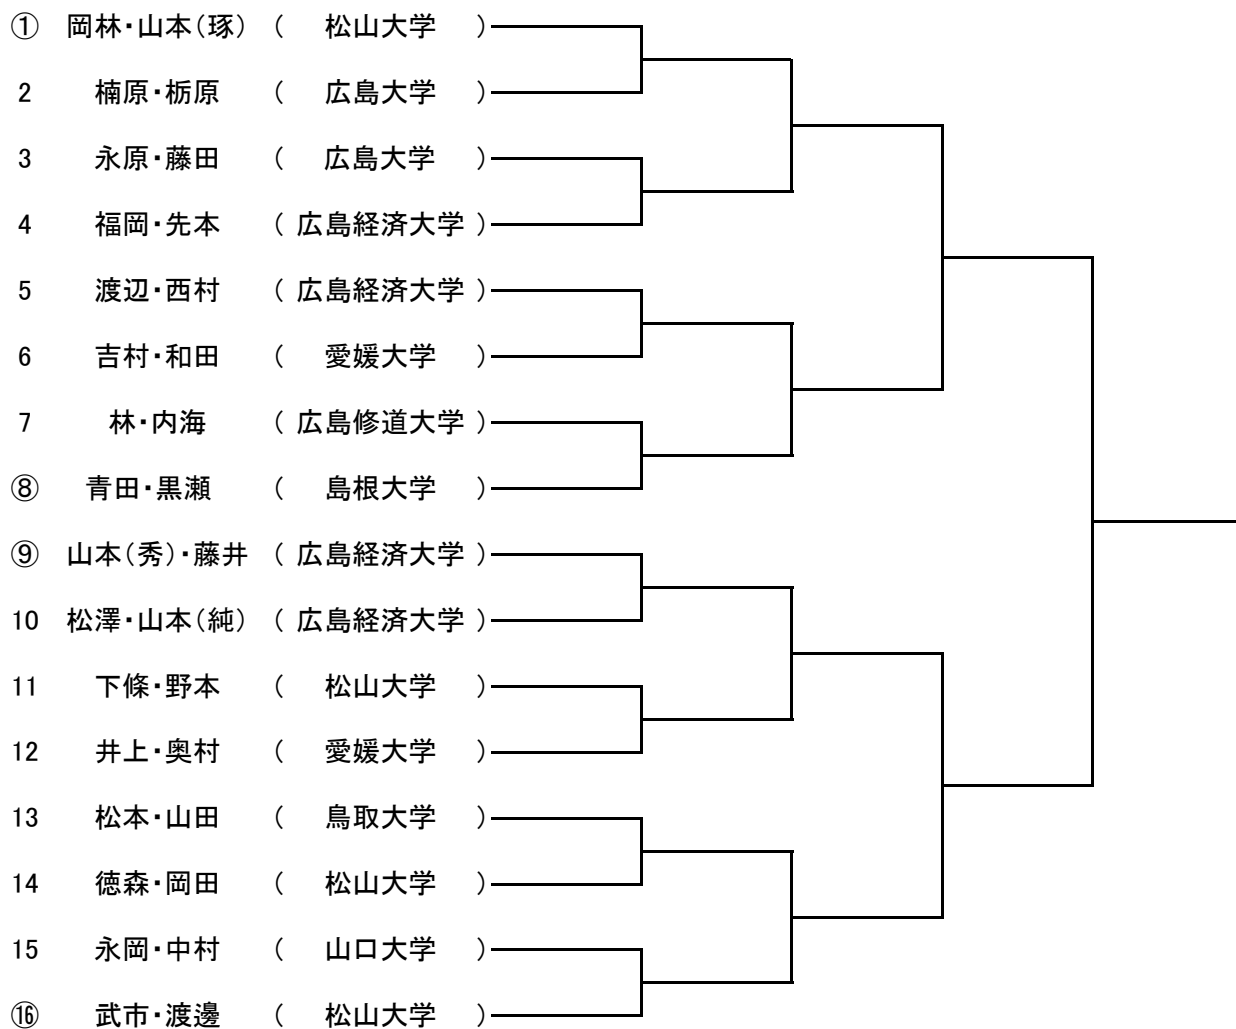 ① 岡林・山本(琢) ( 松山大学 )
2 楠原・栃原 ( 広島大学 )
3 永原・藤田 ( 広島大学 )
4 福岡・先本 ( 広島経済大学 )
5 渡辺・西村 ( 広島経済大学 )
6 吉村・和田 ( 愛媛大学 )
7 林・内海 ( 広島修道大学 )
⑧ 青田・黒瀬 ( 島根大学 )
⑨ 山本(秀)・藤井 ( 広島経済大学 )
10 松澤・山本(純) ( 広島経済大学 )
11 下條・野本 ( 松山大学 )
12 井上・奥村 ( 愛媛大学 )
13 松本・山田 ( 鳥取大学 )
14 徳森・岡田 ( 松山大学 )
15 永岡・中村 ( 山口大学 )
⑯ 武市・渡邊 ( 松山大学 )